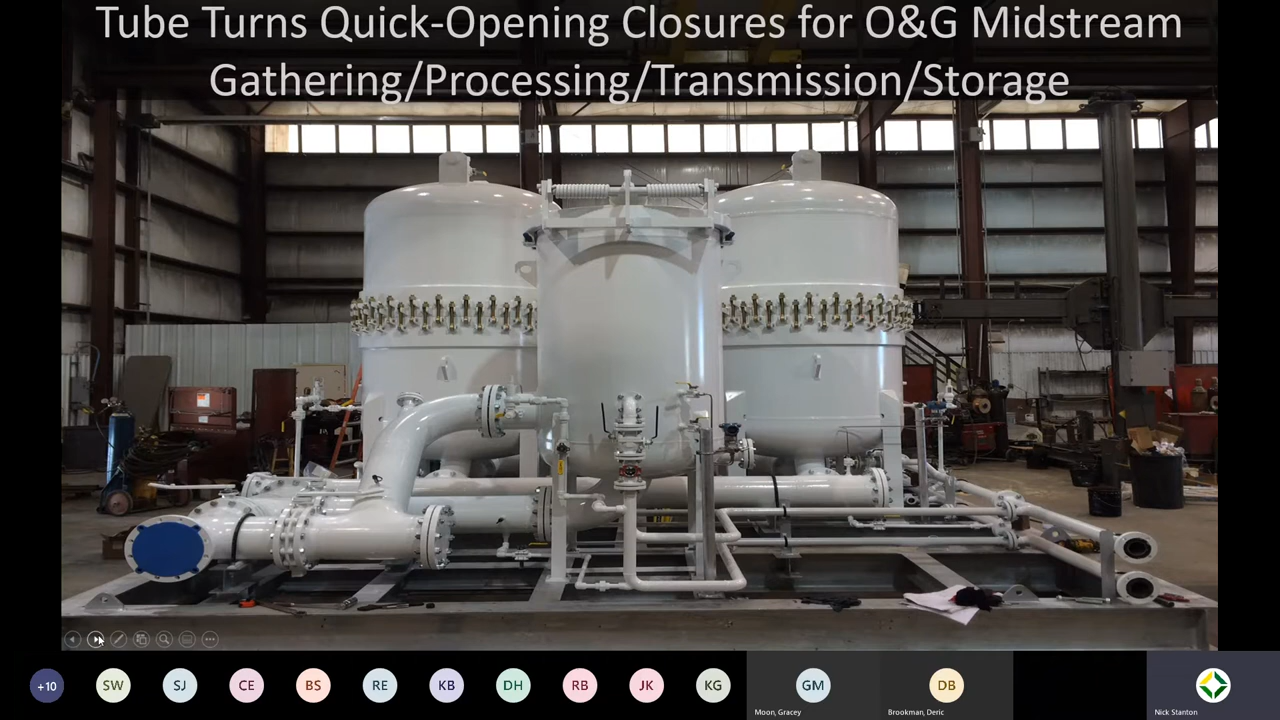 Tube Turns Quick-Opening Closures for O&G Midstream
Gathering/Processing/Transmission/Storage
+10
SW
SJ
CE
BS
RE
KB
DH
RB
JK
KG
GM
DB
Moon, Gracey
Brookman, Deric
Nick Stanton